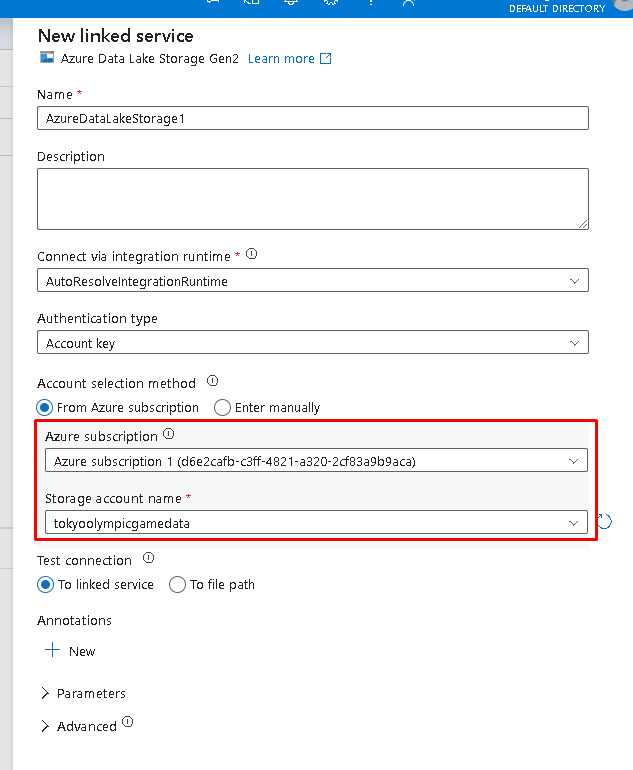 DEFAULT DIRECTORY
New linked service
Azure Data Lake Storage Gen2 Learn more
Name *
AzureDataLakeStorage1
Description
Connect via integration runtime *
AutoResolveIntegrationRuntime
Authentication type
Account key
Account selection method
From Azure subscription Enter manually
Azure subscription
Azure subscription 1 (d6e2cafb-c3ff-4821-a320-2cf83a9b9aca)
Storage account name *
tokyoolympicgamedata
Test connection
To linked service To file path
Annotations
New
Parameters
Advanced